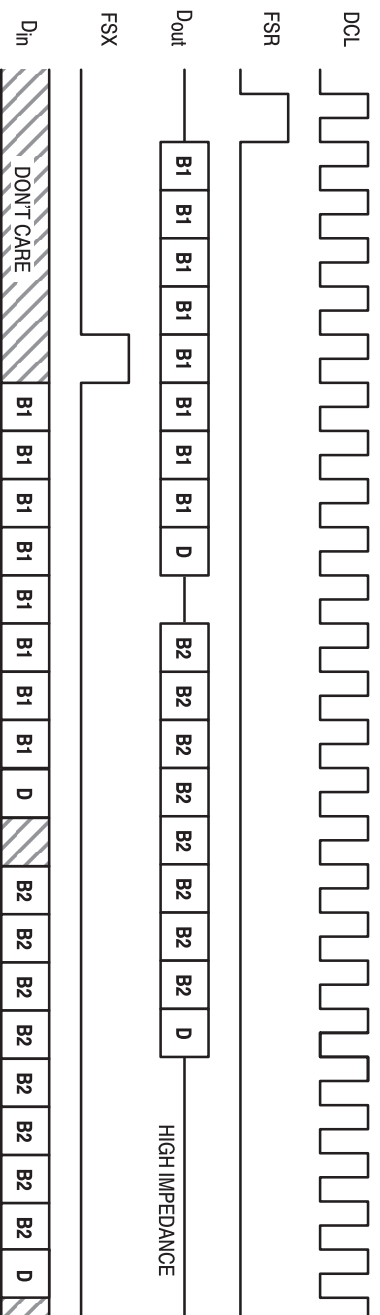 DCL
FSR
D_out B1 B1 B1 B1 B1 B1 B1 B1 D B2 B2 B2 B2 B2 B2 B2 B2 D HIGH IMPEDANCE
FSX
D_in DON'T CARE B1 B1 B1 B1 B1 B1 B1 B1 D B2 B2 B2 B2 B2 B2 B2 B2 D